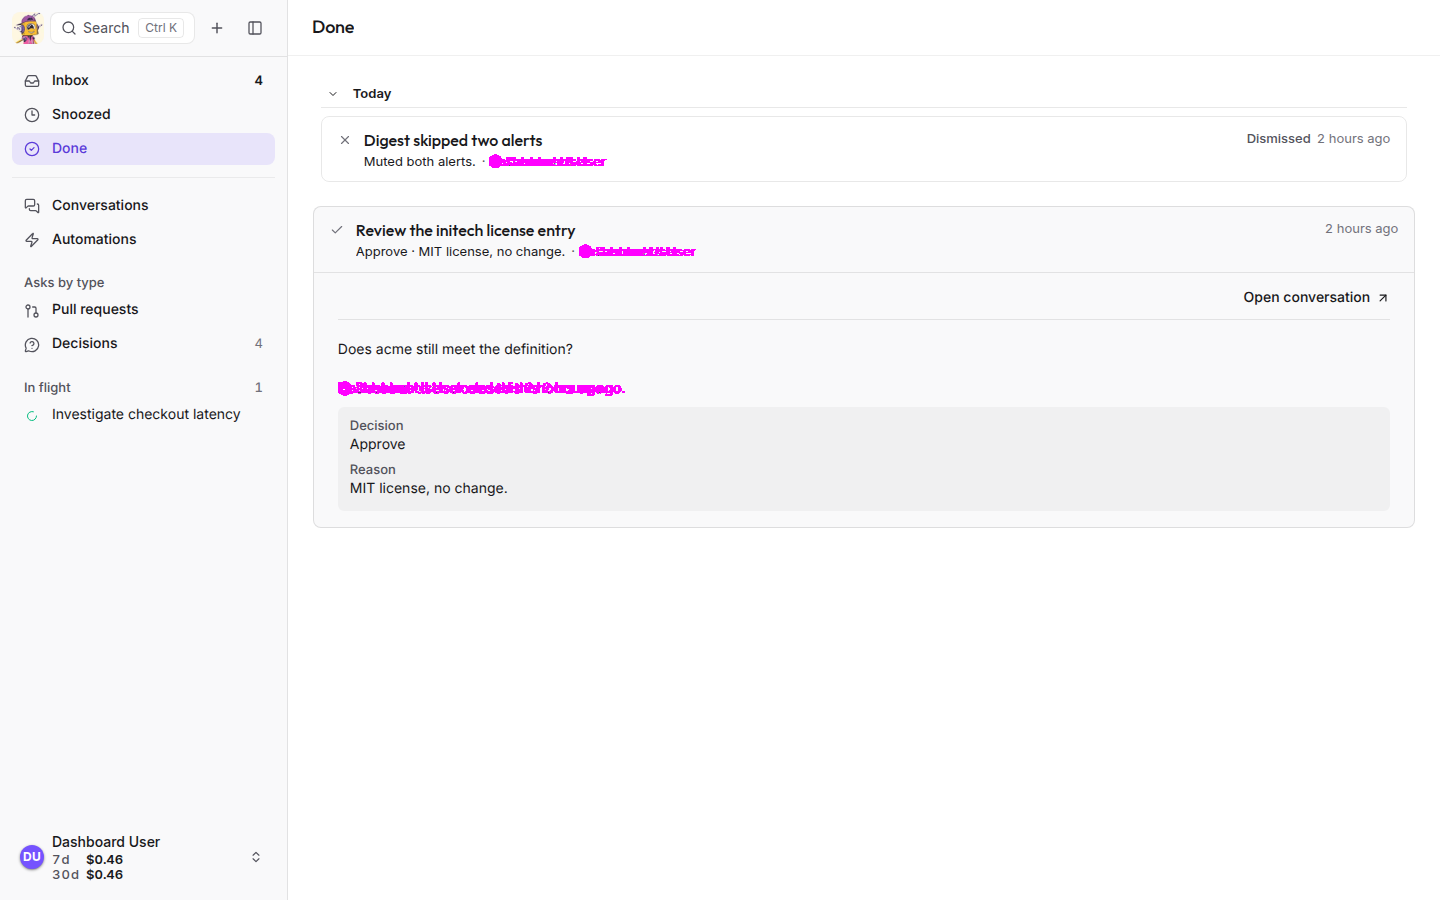 Search Ctrl K
Done
Inbox 4
Snoozed
Done
Conversations
Automations
Asks by type
Pull requests
Decisions 4
In flight 1
Investigate checkout latency
Dashboard User
DU
7d $0.46
30d $0.46
Today
Digest skipped two alerts
Dismissed 2 hours ago
Muted both alerts. ·
Review the initech license entry
2 hours ago
Approve · MIT license, no change. ·
Open conversation
Does acme still meet the definition?
Decision
Approve
Reason
MIT license, no change.